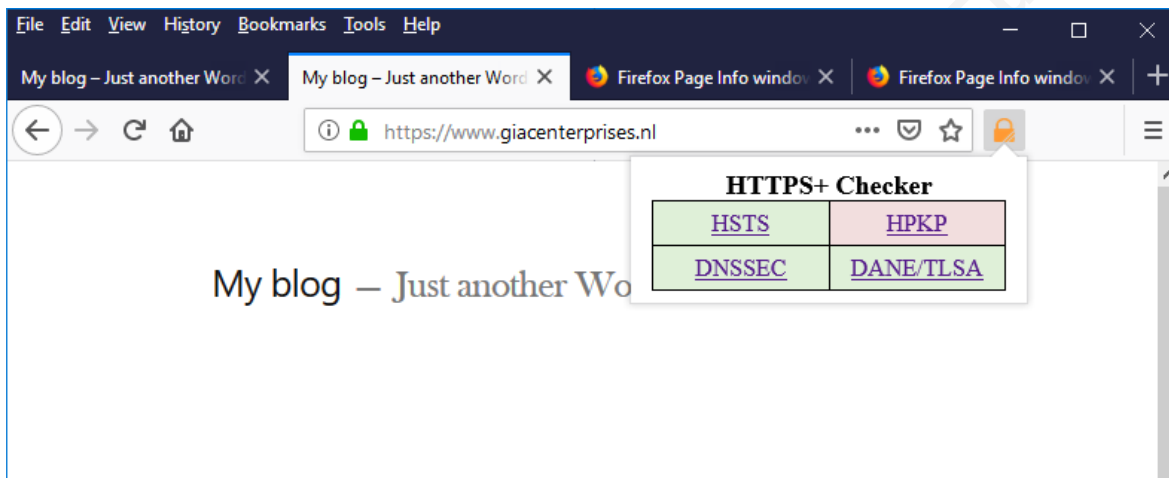 File Edit View History Bookmarks Tools Help
My blog – Just another Word My blog – Just another Word Firefox Page Info window Firefox Page Info window
https://www.giacenterprises.nl
HTTPS+ Checker
HSTS HPKP
DNSSEC DANE/TLSA
My blog — Just another Wo